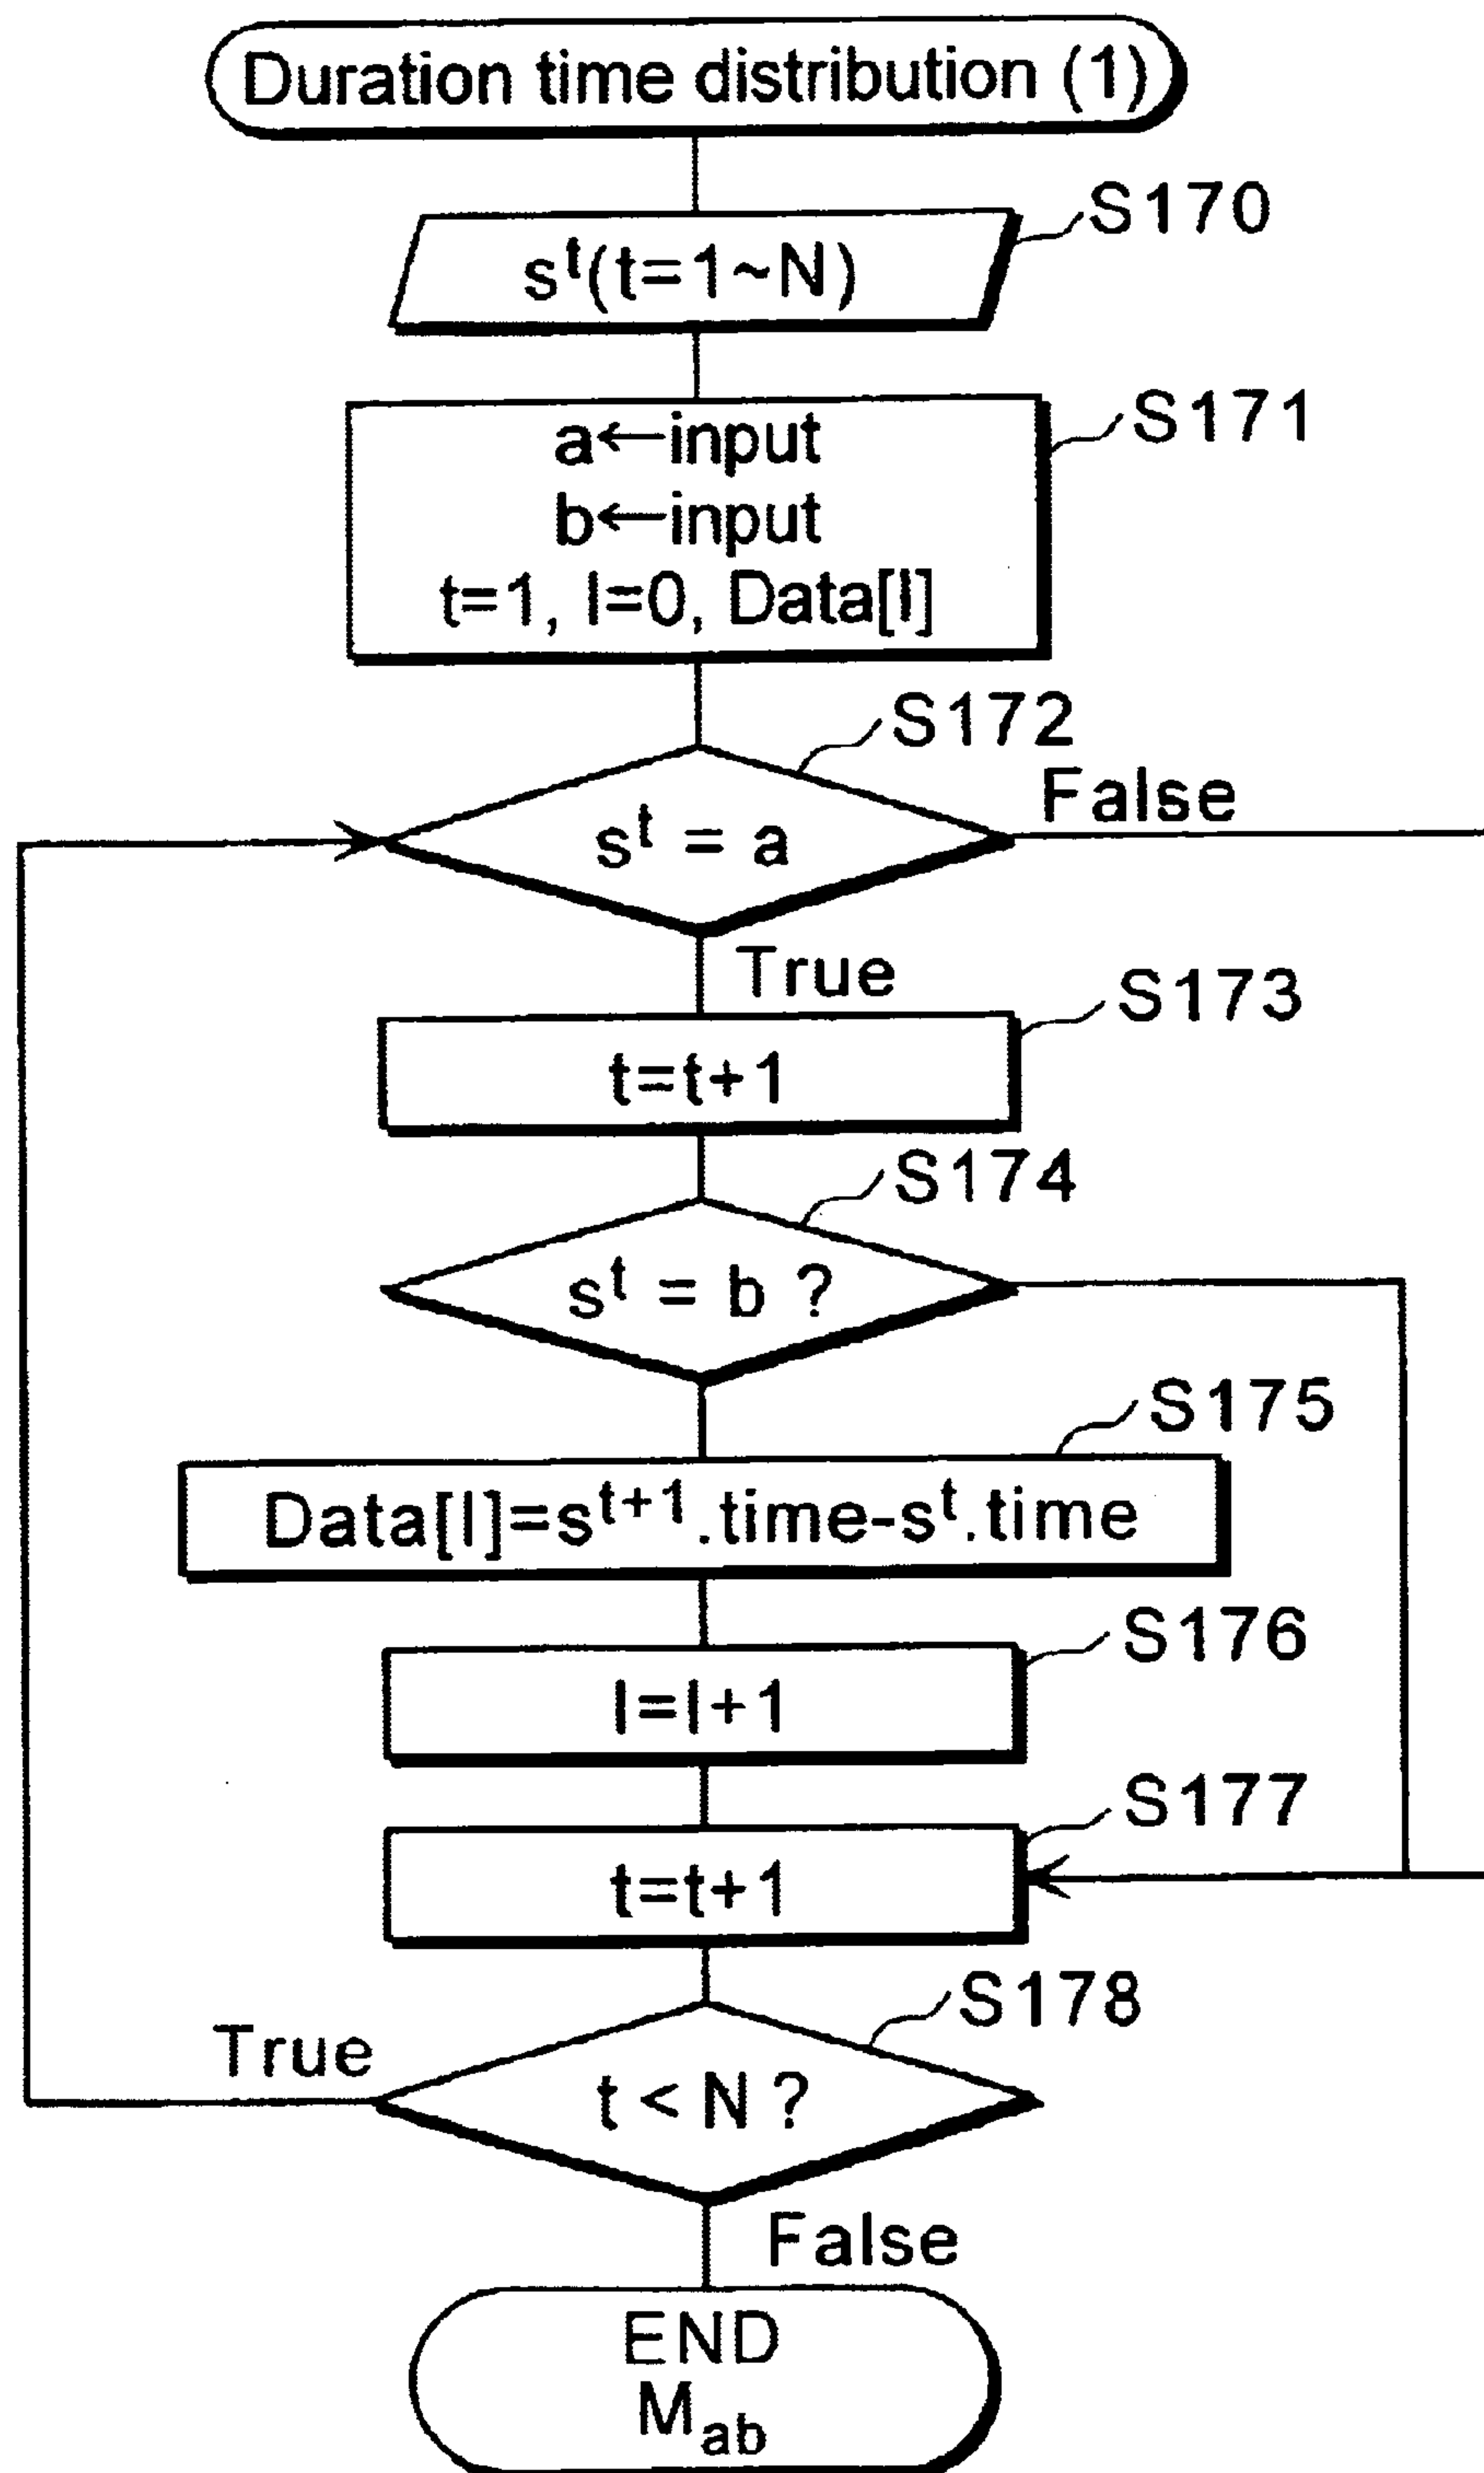 Duration time distribution (1)
S170
s^t(t=1~N)
S171
a←input
b←input
t=1, I=0, Data[I]
S172
False
s^t = a
True
S173
t=t+1
S174
s^t = b ?
S175
Data[I]=s^t+1.time-s^t.time
S176
I=I+1
S177
t=t+1
S178
True
t < N ?
False
END
M_ab